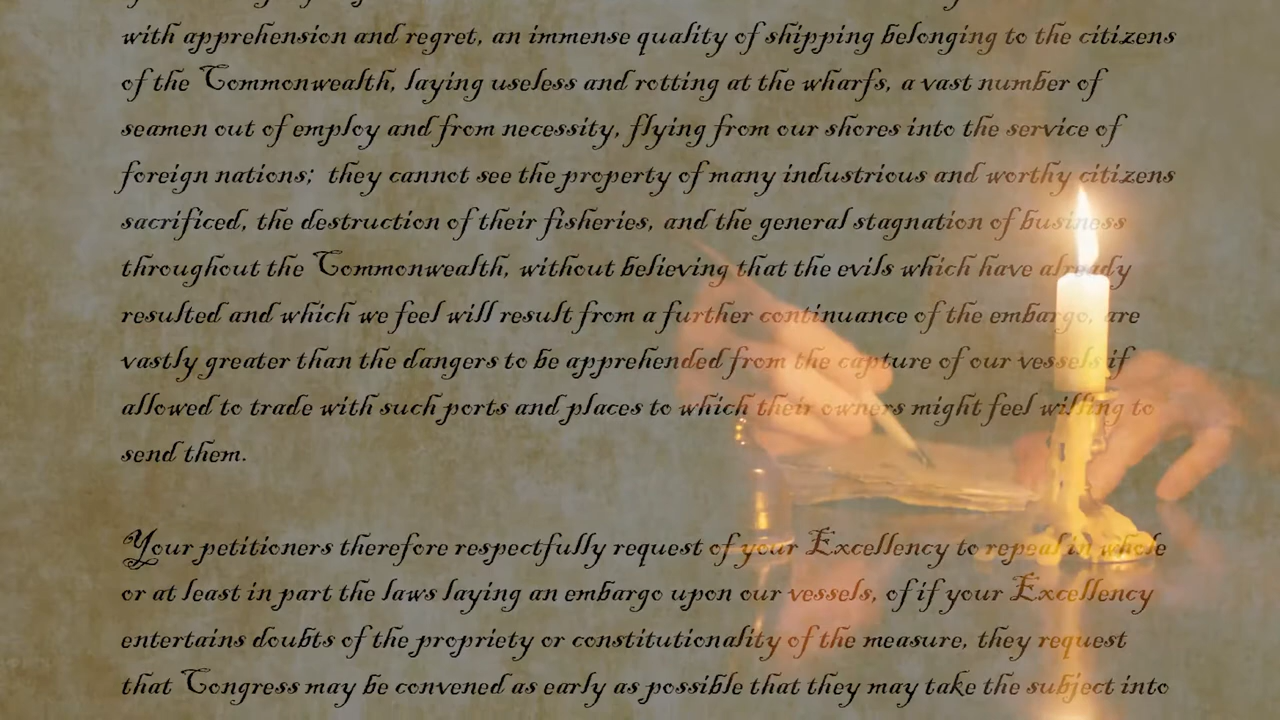 with apprehension and regret, an immense quality of shipping belonging to the citizens
of the Commonwealth, laying useless and rotting at the wharfs, a vast number of
seamen out of employ and from necessity, flying from our shores into the service of
foreign nations; they cannot see the property of many industrious and worthy citizens
sacrificed, the destruction of their fisheries, and the general stagnation of business
throughout the Commonwealth, without believing that the evils which have already
resulted and which we feel will result from a further continuance of the embargo, are
vastly greater than the dangers to be apprehended from the capture of our vessels if
allowed to trade with such ports and places to which their owners might feel willing to
send them.
Your petitioners therefore respectfully request of your Excellency to repeal in whole
or at least in part the laws laying an embargo upon our vessels, of if your Excellency
entertains doubts of the propriety or constitutionality of the measure, they request
that Congress may be convened as early as possible that they may take the subject into